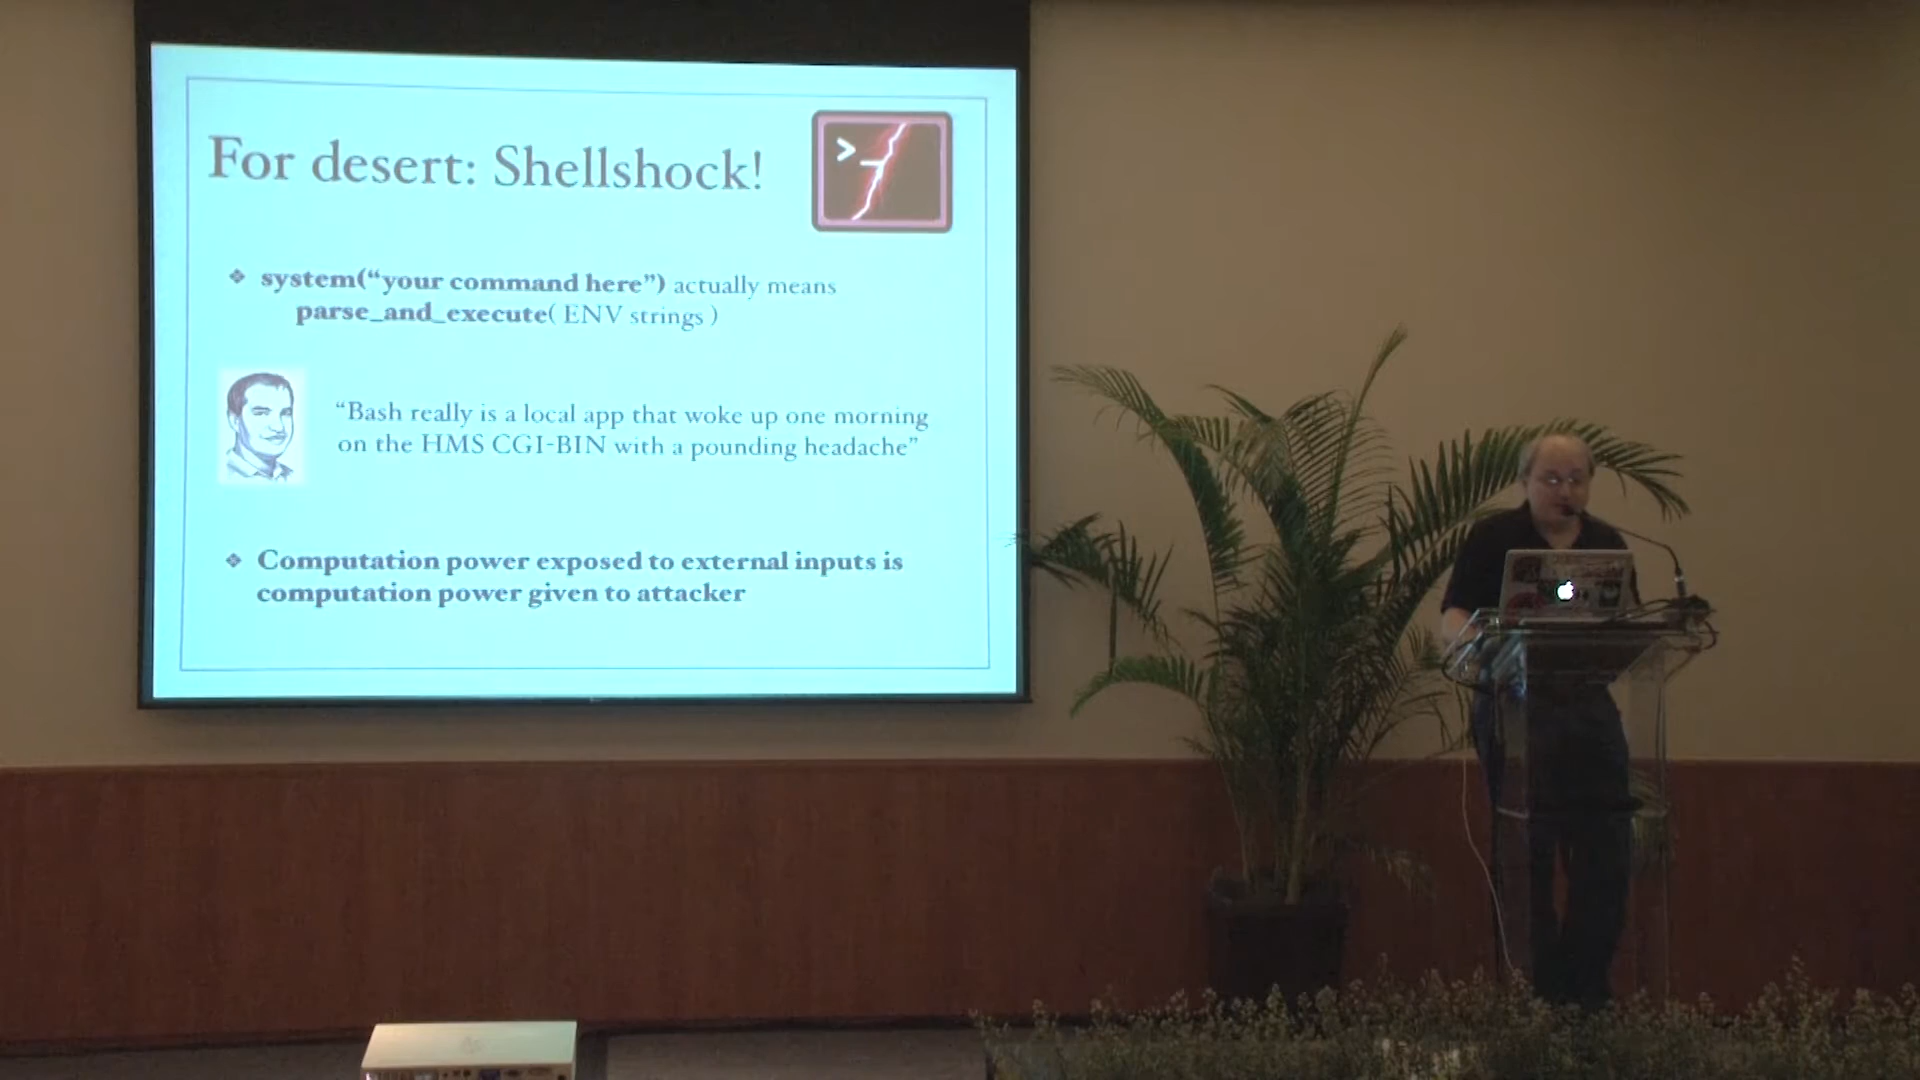 For desert: Shellshock!
>_
system(“your command here”) actually means
parse_and_execute( ENV strings )
“Bash really is a local app that woke up one morning
on the HMS CGI-BIN with a pounding headache”
Computation power exposed to external inputs is
computation power given to attacker